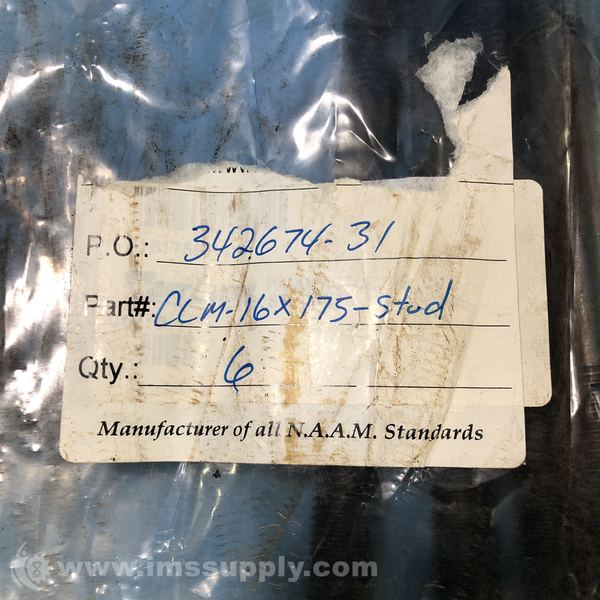 P.O.: 342674-31
Part#: CLM-16x175-Stud
Qty.: 6
Manufacturer of all N.A.A.M. Standards
www.imssupply.com